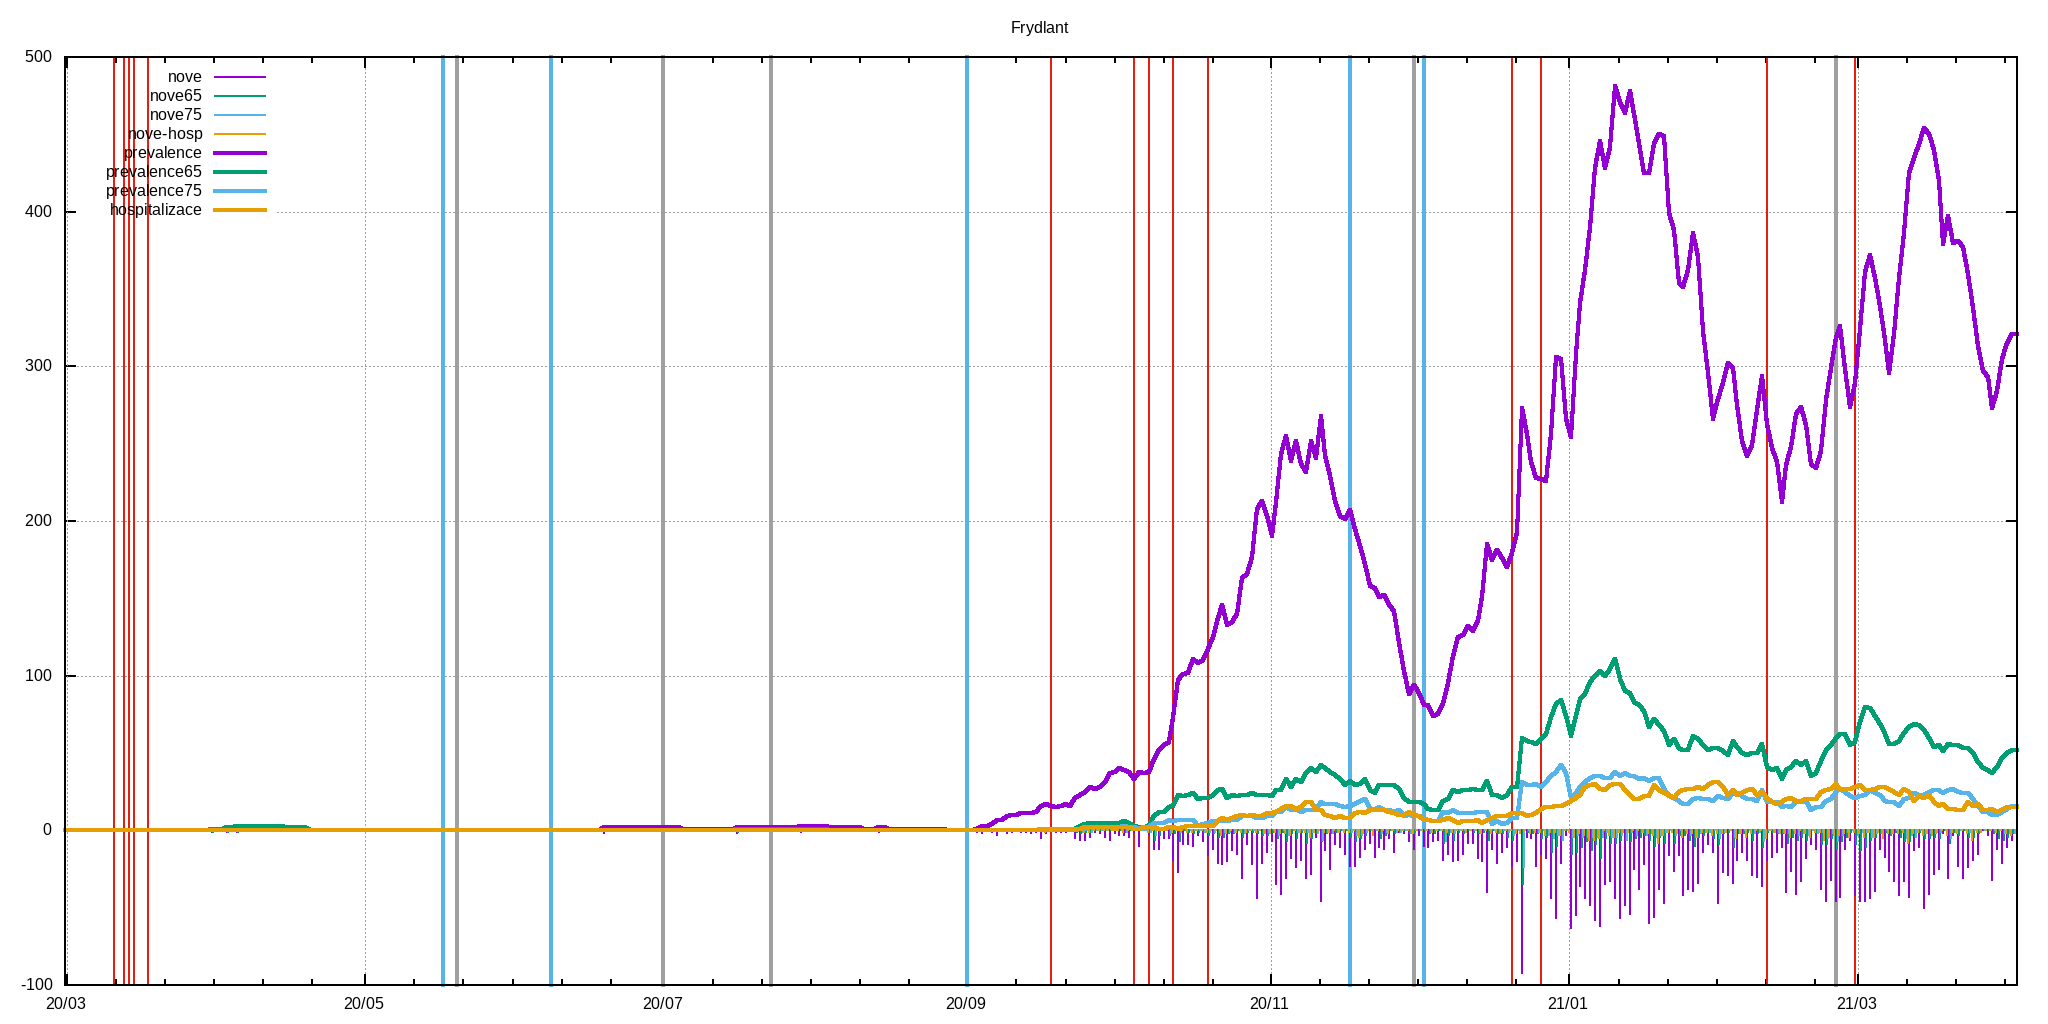 Frydlant
500
nove
nove65
nove75
nove-hosp
prevalence
prevalence65
prevalence75
hospitalizace
400
300
200
100
0
-100
20/03 20/05 20/07 20/09 20/11 21/01 21/03